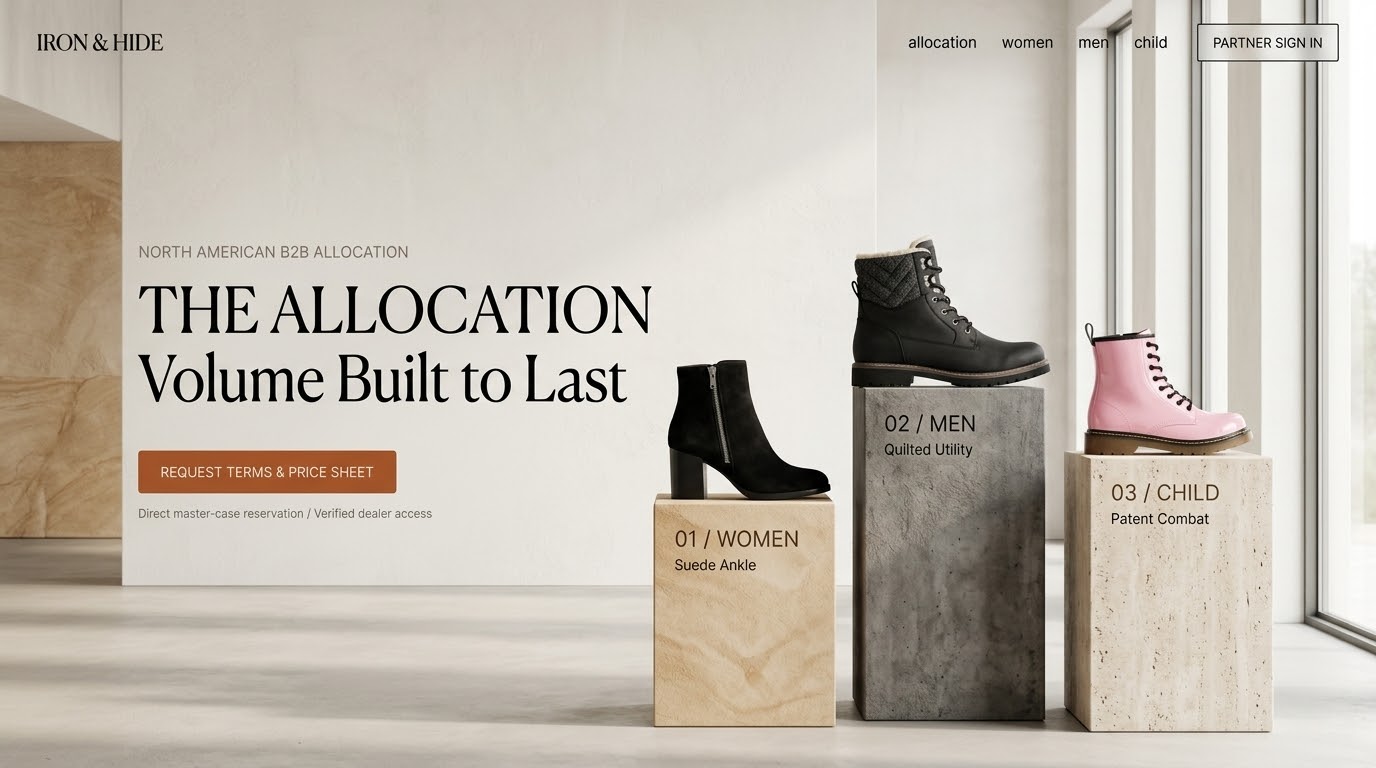 IRON & HIDE
allocation women men child PARTNER SIGN IN
NORTH AMERICAN B2B ALLOCATION
THE ALLOCATION
Volume Built to Last
REQUEST TERMS & PRICE SHEET
Direct master-case reservation / Verified dealer access
01 / WOMEN
Suede Ankle
02 / MEN
Quilted Utility
03 / CHILD
Patent Combat